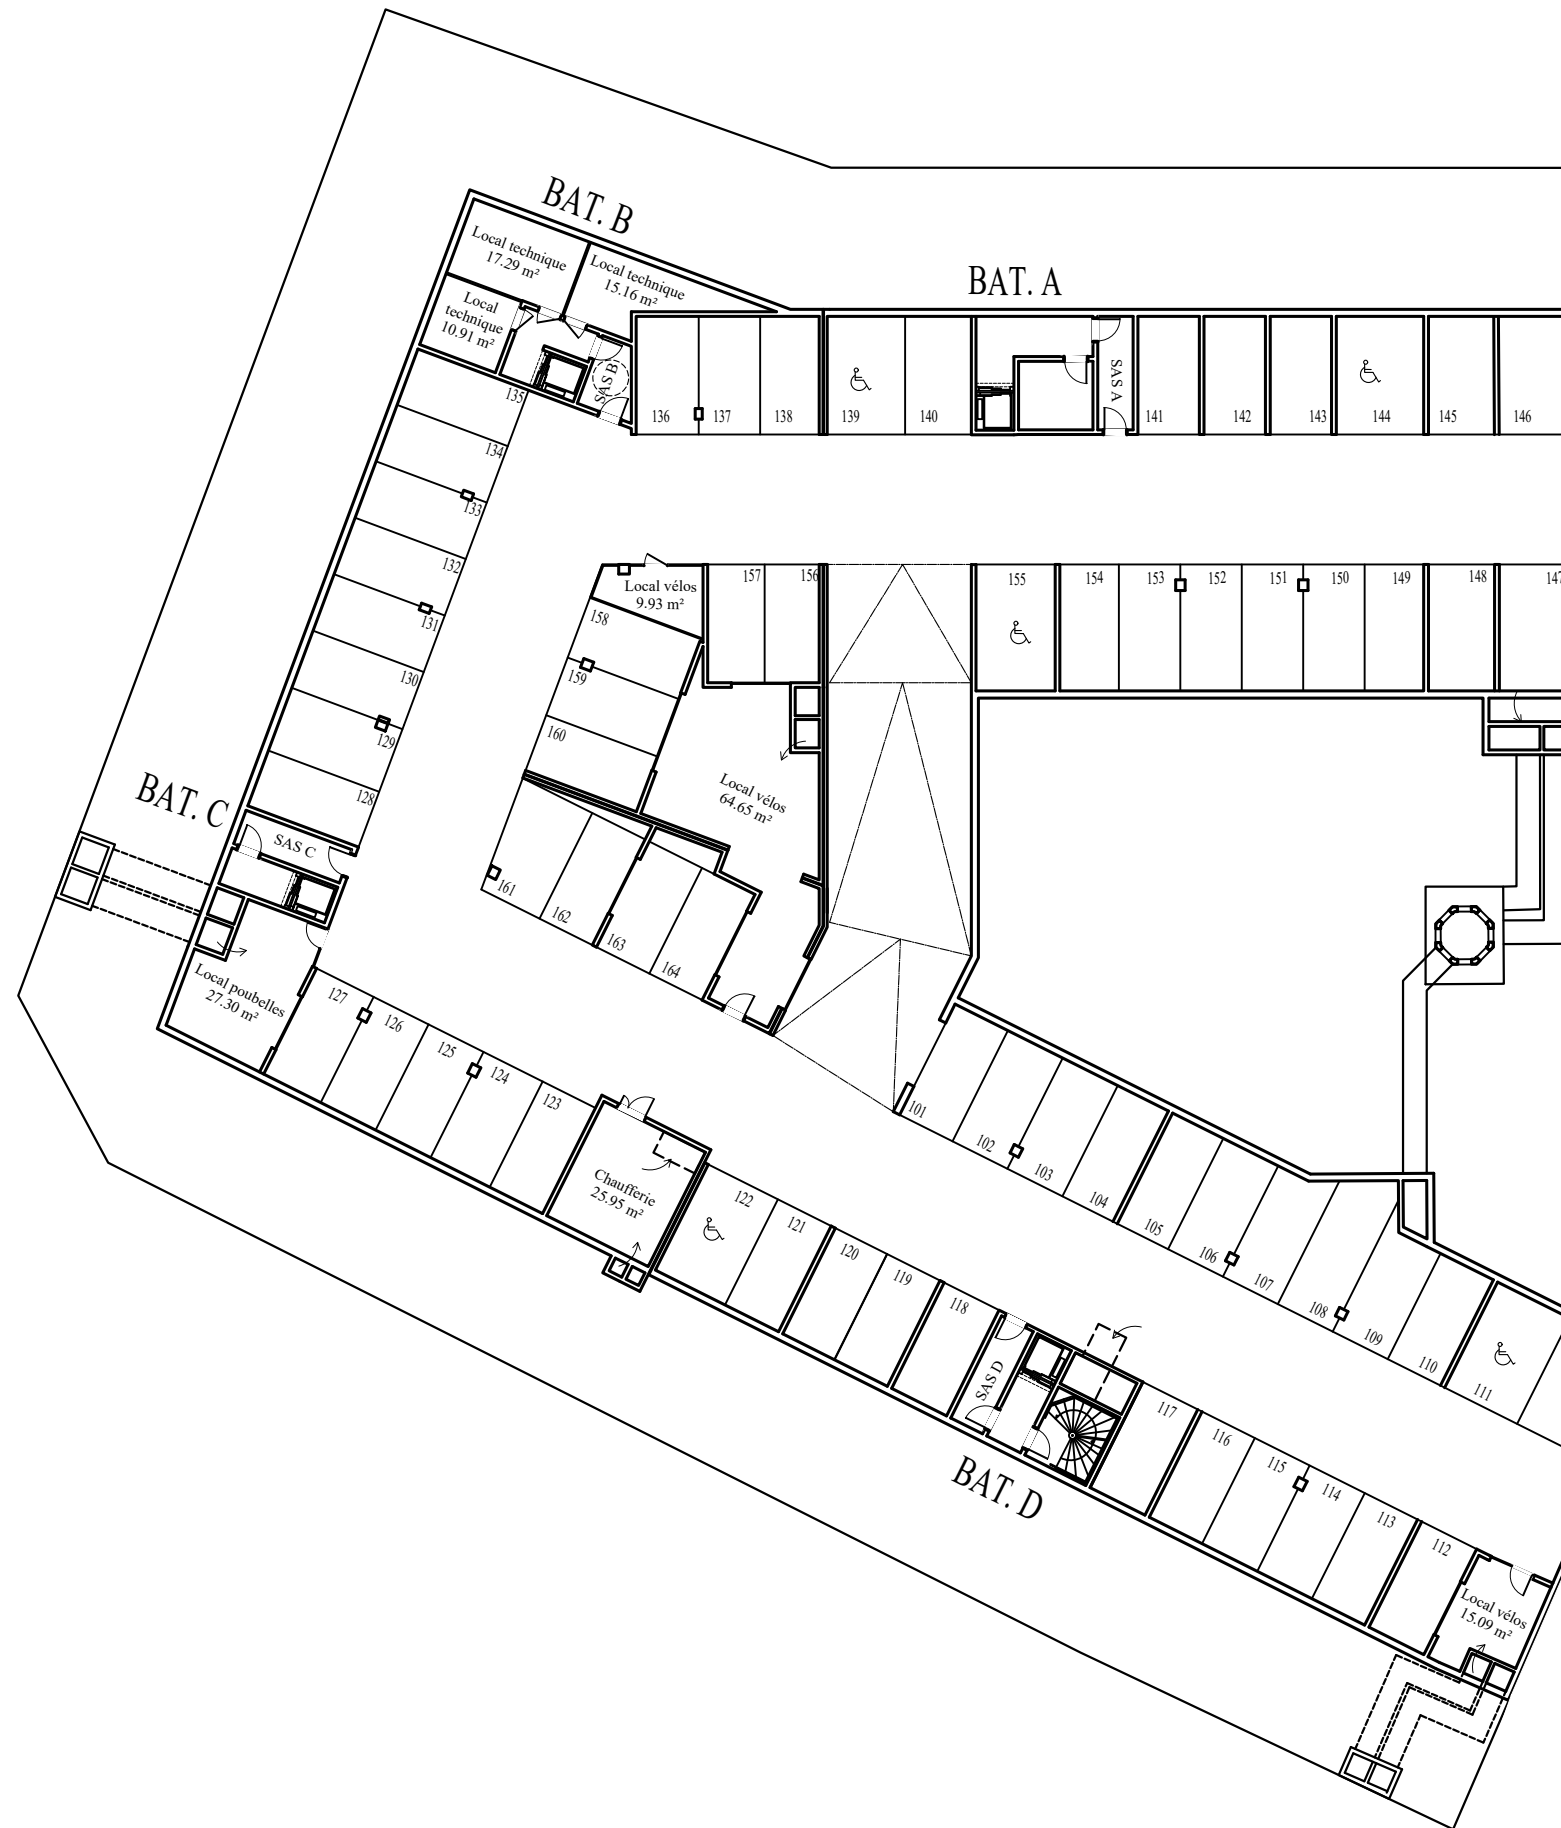 BAT. B
Local technique
17.29 m²
Local technique
15.16 m²
Local
technique
10.91 m²
SAS B
BAT. A
SAS A
136
137
138
139
140
141
142
143
144
145
146
135
134
133
132
131
130
129
128
Local vélos
9.93 m²
157
156
155
154
153
152
151
150
149
148
147
158
159
160
Local vélos
64.65 m²
BAT. C
SAS C
161
162
163
164
Local poubelles
27.30 m²
127
126
125
124
123
Chaufferie
25.95 m²
101
102
103
104
105
106
107
108
109
110
111
122
121
120
119
118
SAS D
BAT. D
117
116
115
114
113
112
Local vélos
15.09 m²